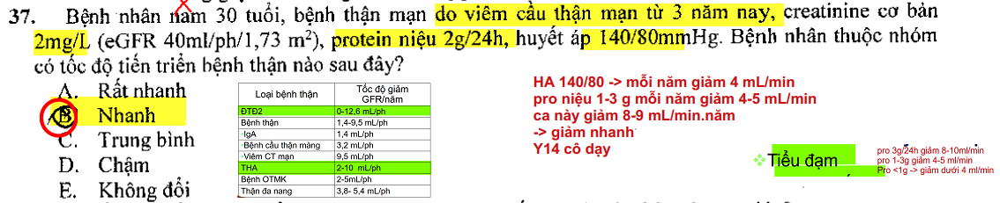 37. Bệnh nhân nam 30 tuổi, bệnh thận mạn do viêm cầu thận mạn từ 3 năm nay, creatinine cơ bản
2mg/L (eGFR 40ml/ph/1,73 m²), protein niệu 2g/24h, huyết áp 140/80mmHg. Bệnh nhân thuộc nhóm
có tốc độ tiến triển bệnh thận nào sau đây?
A. Rất nhanh
B Nhanh
C. Trung bình
D. Chậm
E. Không đổi
Loại bệnh thận Tốc độ giảm GFR/năm
ĐTĐ2 0-12,6 mL/ph
Bệnh thận 1,4-9,5 mL/ph
-IgA 1,4 mL/ph
-Bệnh cầu thận màng 3,2 mL/ph
-Viêm CT mạn 9,5 mL/ph
THA 2-10 mL/ph
Bệnh OTMK 2-5mL/ph
Thận đa nang 3,8- 5,4 mL/ph
HA 140/80 -> mỗi năm giảm 4 mL/min
pro niệu 1-3 g mỗi năm giảm 4-5 mL/min
ca này giảm 8-9 mL/min.năm
-> giảm nhanh
Y14 cô dạy
❖Tiểu đạm
pro 3g/24h giảm 8-10ml/min
pro 1-3g giảm 4-5 ml/min
Pro <1g -> giảm dưới 4 ml/min